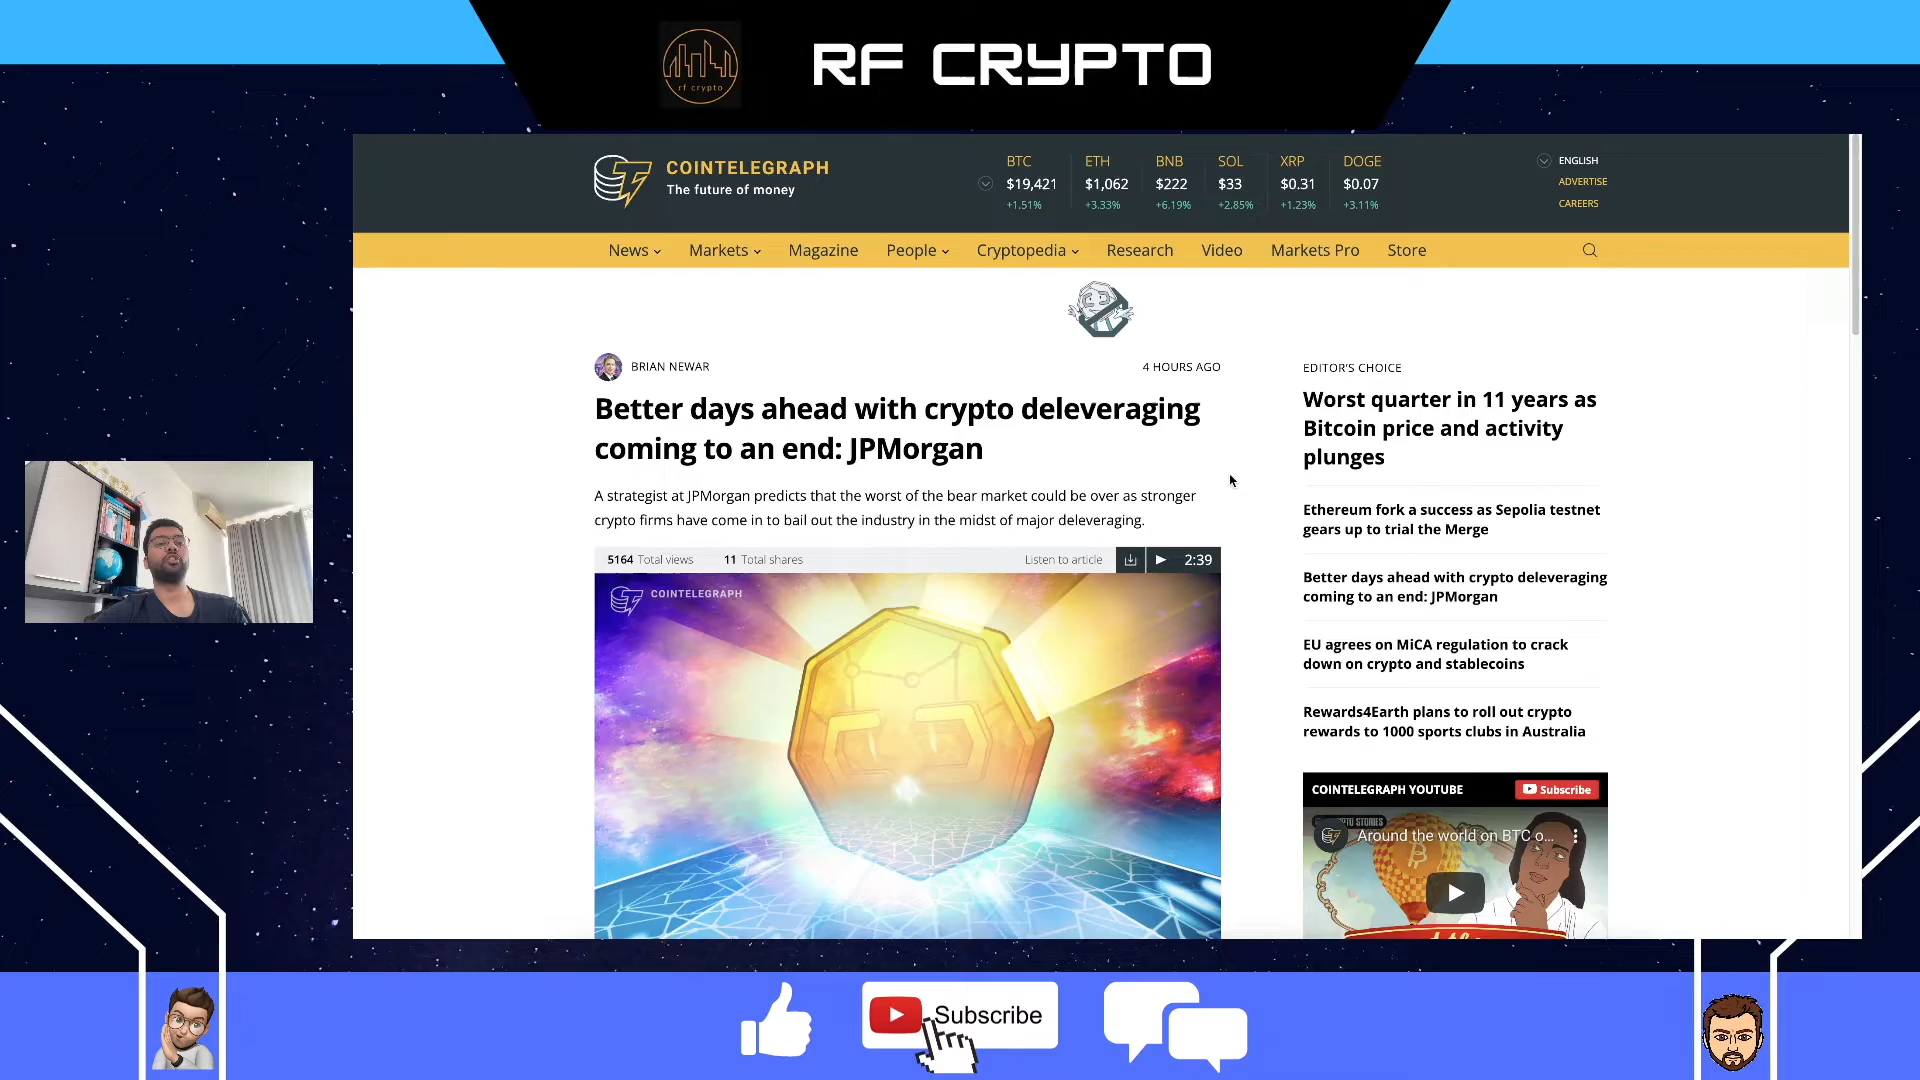 RF CRYPTO
rf crypto
COINTELEGRAPH
The future of money
BTC ETH BNB SOL XRP DOGE
$19,421 $1,062 $222 $33 $0.31 $0.07
+1.51% +3.33% +6.19% +2.85% +1.23% +3.11%
ENGLISH
ADVERTISE
CAREERS
News Markets Magazine People Cryptopedia Research Video Markets Pro Store
BRIAN NEWAR 4 HOURS AGO
Better days ahead with crypto deleveraging
coming to an end: JPMorgan
A strategist at JPMorgan predicts that the worst of the bear market could be over as stronger
crypto firms have come in to bail out the industry in the midst of major deleveraging.
5164 Total views 11 Total shares Listen to article 2:39
COINTELEGRAPH
EDITOR'S CHOICE
Worst quarter in 11 years as
Bitcoin price and activity
plunges
Ethereum fork a success as Sepolia testnet
gears up to trial the Merge
Better days ahead with crypto deleveraging
coming to an end: JPMorgan
EU agrees on MiCA regulation to crack
down on crypto and stablecoins
Rewards4Earth plans to roll out crypto
rewards to 1000 sports clubs in Australia
COINTELEGRAPH YOUTUBE Subscribe
STORIES
Around the world on BTC o...
Subscribe